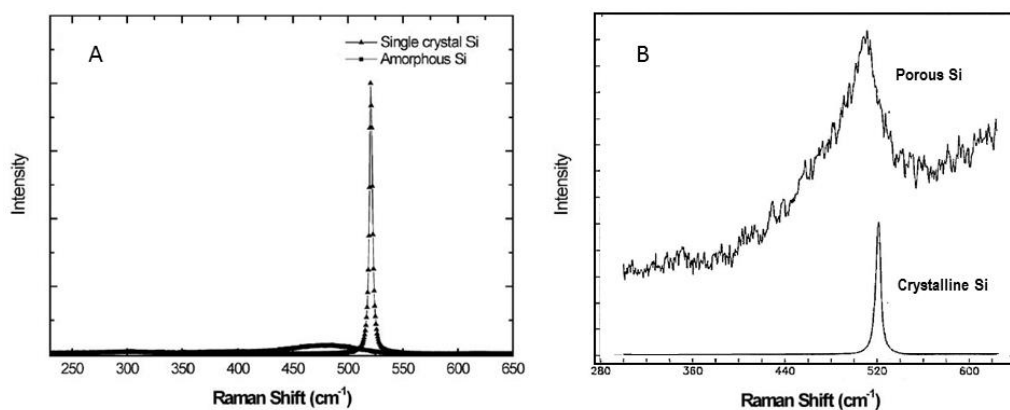 A
Single crystal Si
Amorphous Si
Intensity
250 300 350 400 450 500 550 600 650
Raman Shift (cm-1)
B
Porous Si
Crystalline Si
Intensity
280 360 440 520 600
Raman Shift (cm-1)